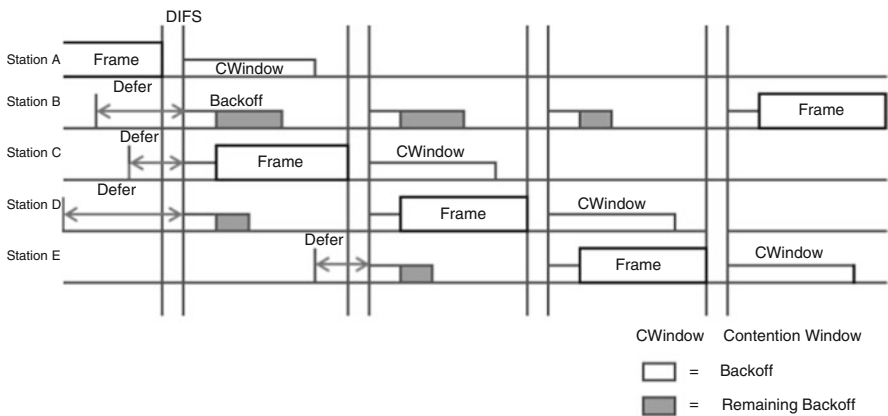 DIFS
Station A
Frame
CWindow
Defer
Station B
Backoff
Frame
Defer
Station C
Frame
CWindow
Defer
Station D
Frame
CWindow
Defer
Station E
Frame
CWindow
CWindow Contention Window
= Backoff
= Remaining Backoff